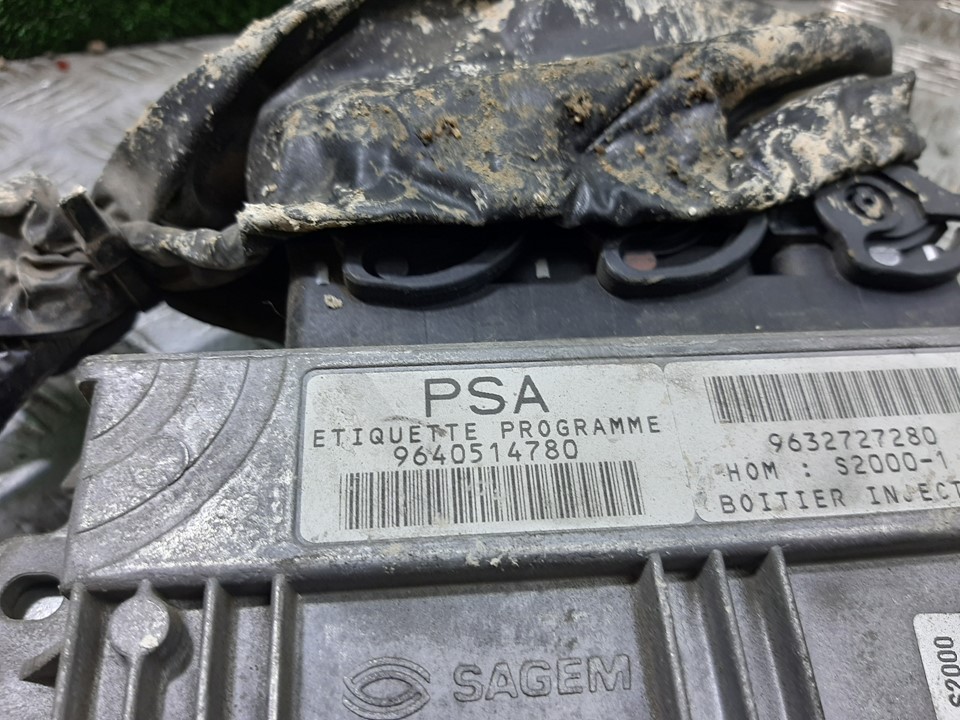 PSA
ETIQUETTE PROGRAMME
9640514780
9632727280
HOM : S2000-1
BOITIER INJECT
SAGEM
S2000